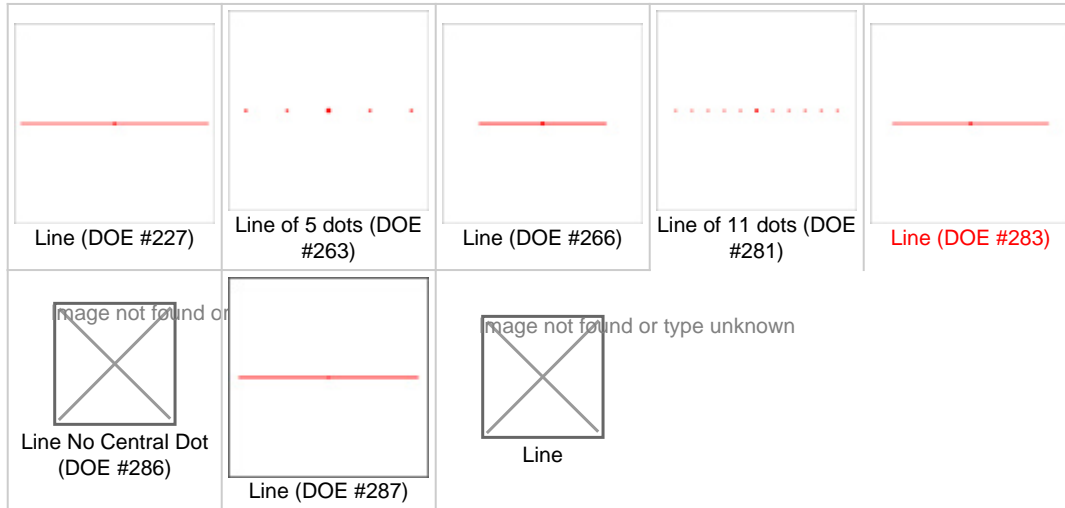 Line (DOE #227)
Line of 5 dots (DOE
#263)
Line (DOE #266)
Line of 11 dots (DOE
#281)
Line (DOE #283)
Image not found or
Line No Central Dot
(DOE #286)
Line (DOE #287)
Image not found or type unknown
Line